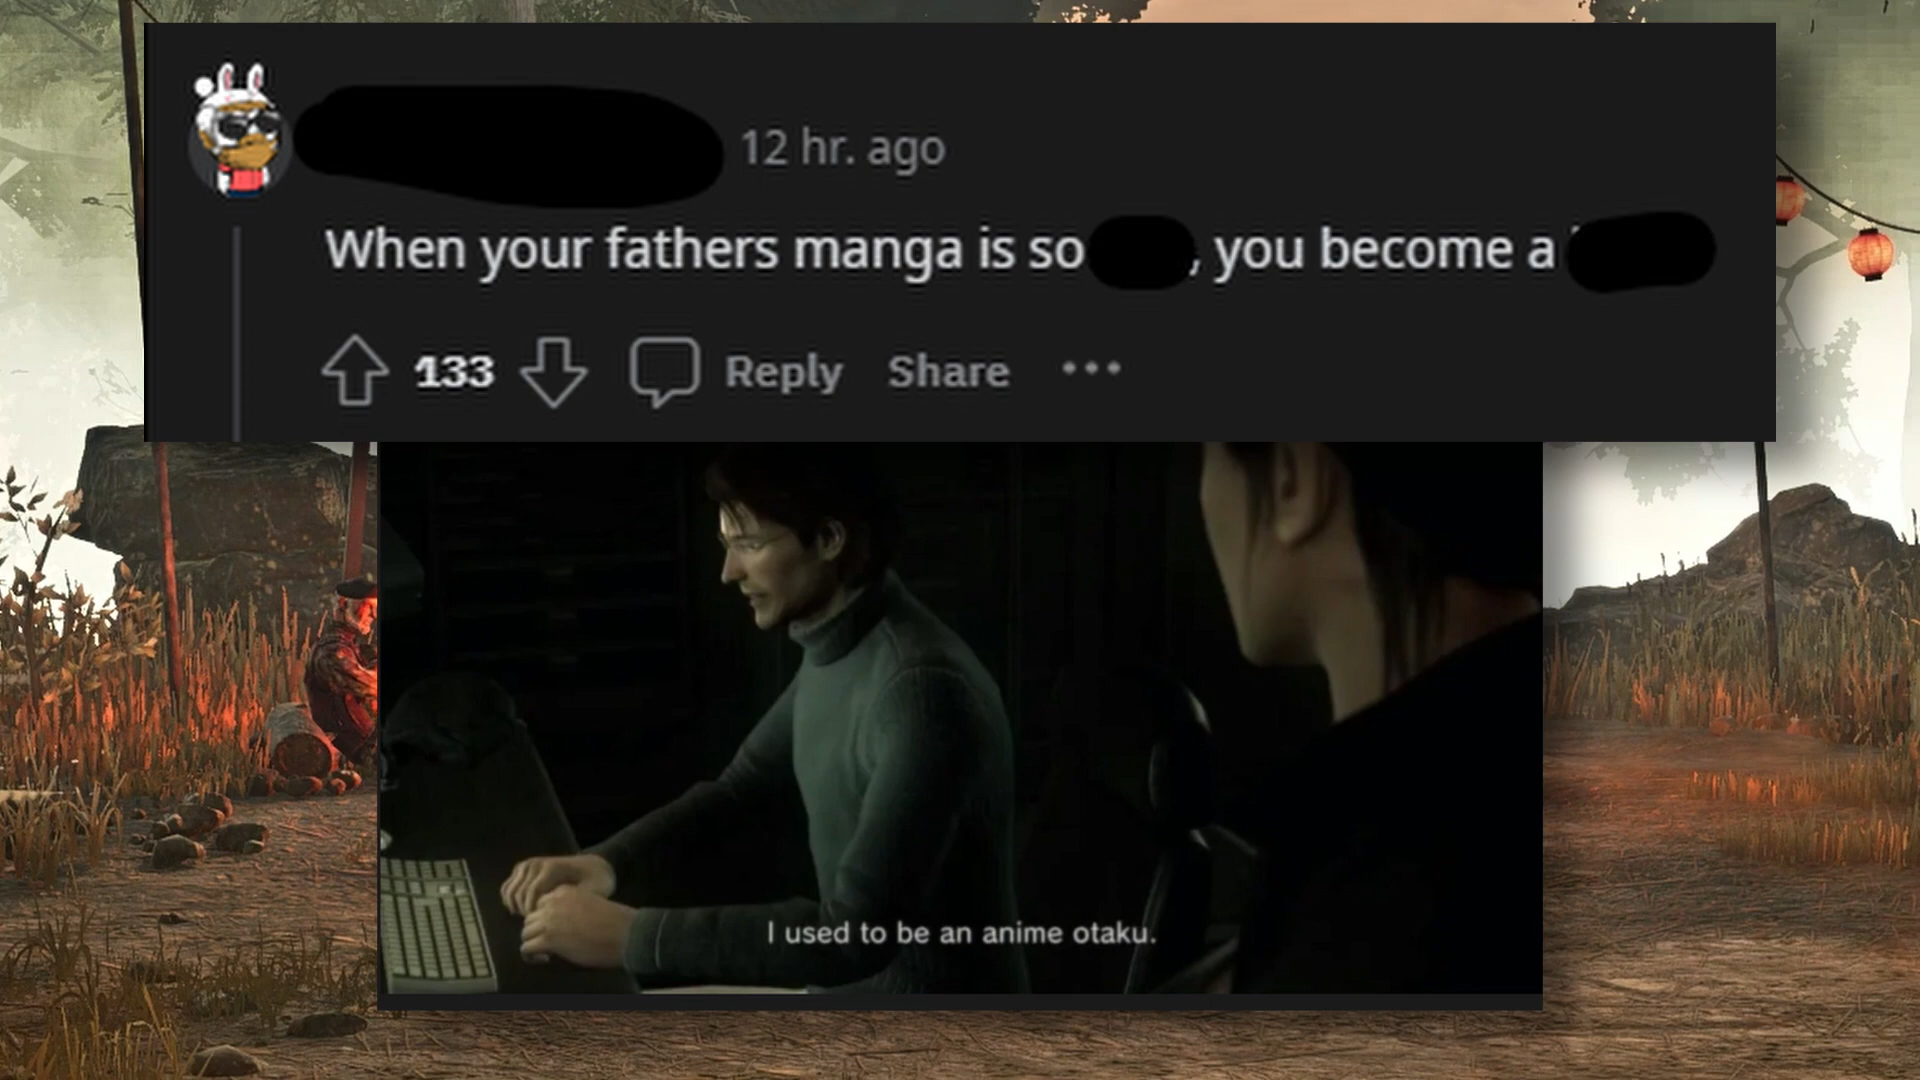 12 hr. ago
When your fathers manga is so , you become a
133 Reply Share
I used to be an anime otaku.